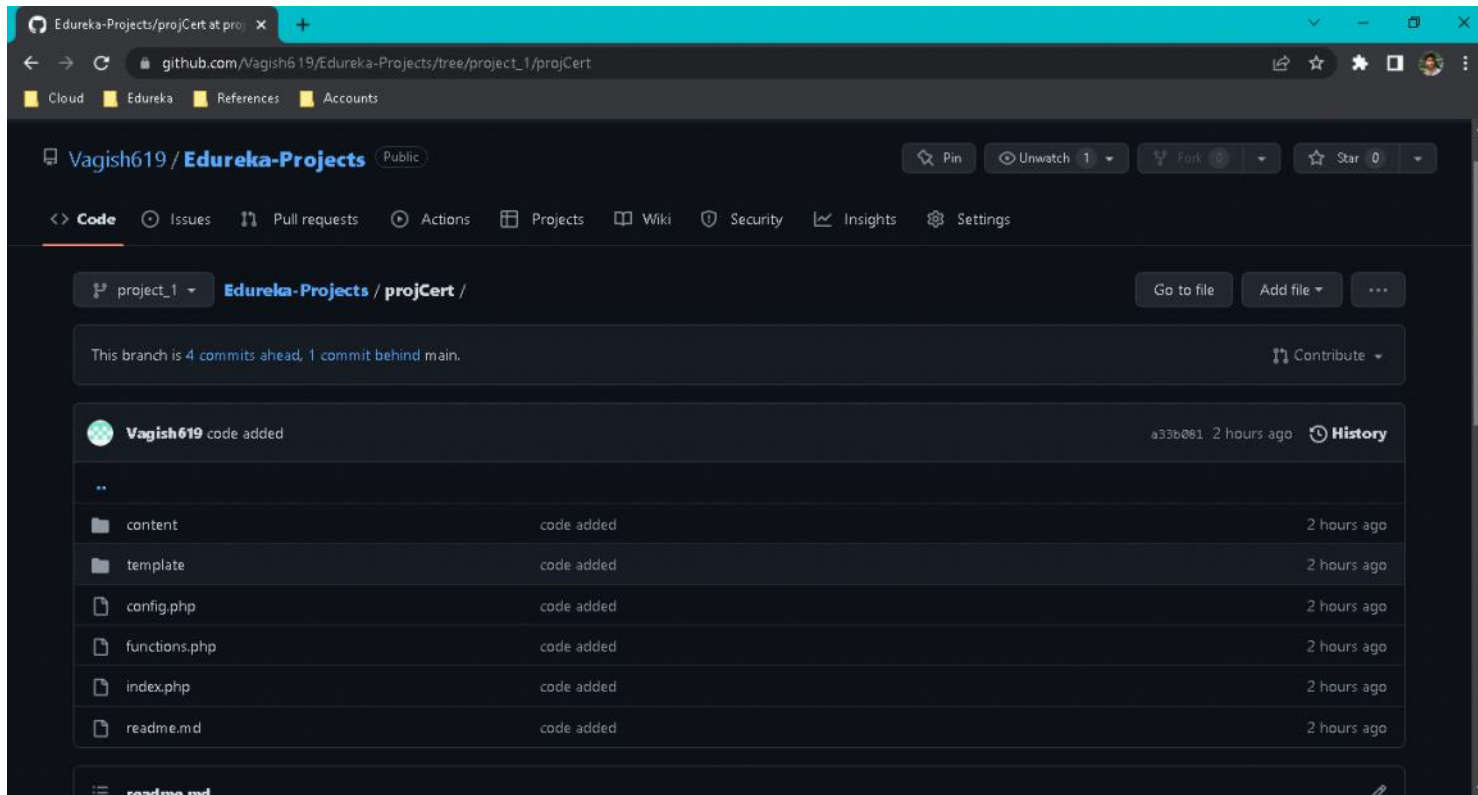 Edureka-Projects/projCert at proj
github.com/Vagish619/Edureka-Projects/tree/project_1/projCert
Cloud Edureka References Accounts
Vagish619 / Edureka-Projects Public Pin Unwatch 1 Fork 0 Star 0
<> Code Issues Pull requests Actions Projects Wiki Security Insights Settings
project_1 Edureka-Projects / projCert / Go to file Add file ...
This branch is 4 commits ahead, 1 commit behind main. Contribute
Vagish619 code added a33b081 2 hours ago History
..
content code added 2 hours ago
template code added 2 hours ago
config.php code added 2 hours ago
functions.php code added 2 hours ago
index.php code added 2 hours ago
readme.md code added 2 hours ago
readme.md